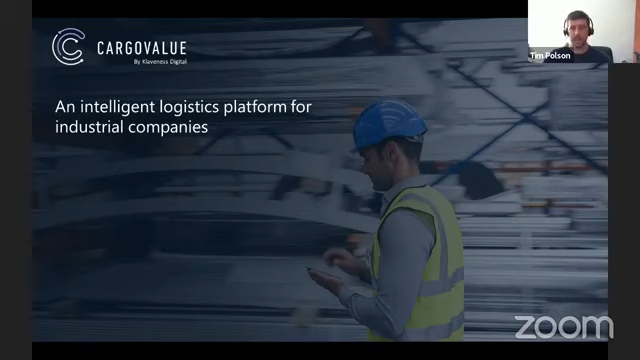 CARGOVALUE
By Klaveness Digital
Tim Polson
An intelligent logistics platform for
industrial companies
zoom